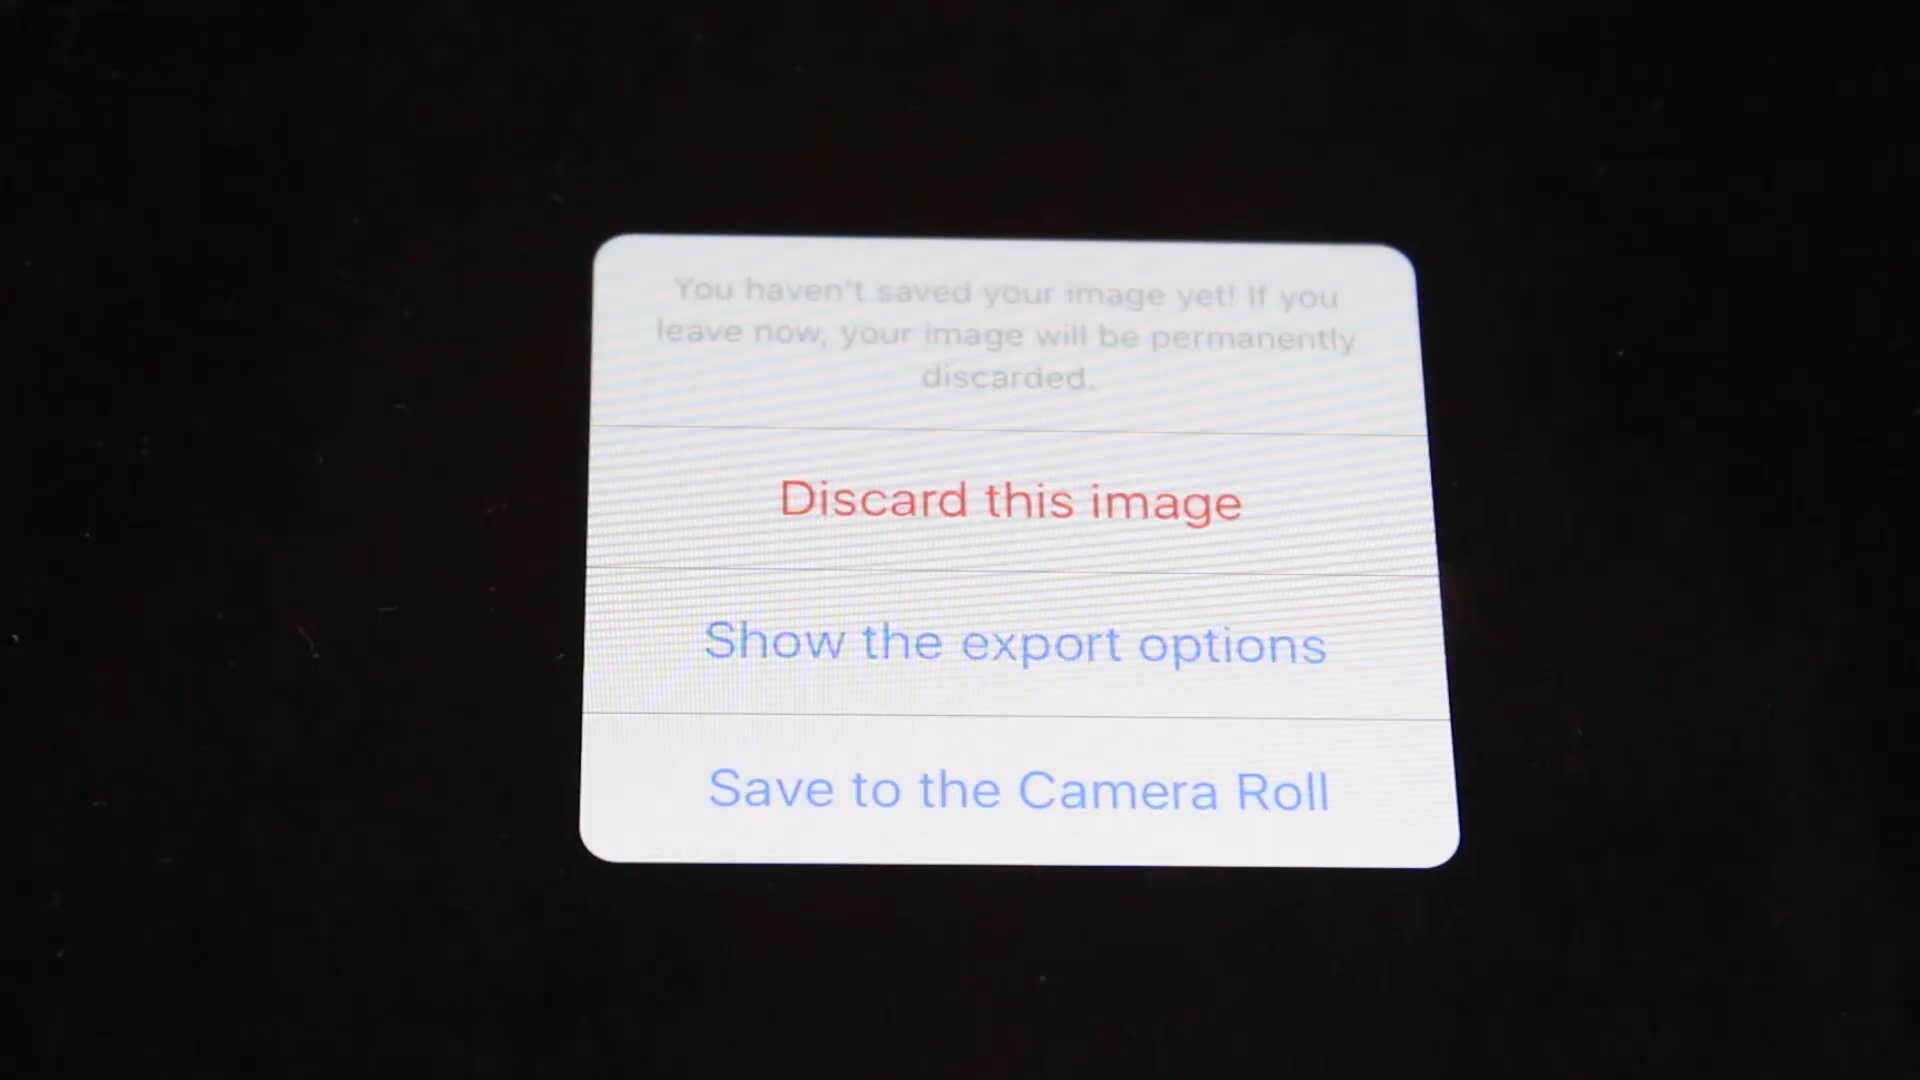 You haven't saved your image yet! If you
leave now, your image will be permanently
discarded.
Discard this image
Show the export options
Save to the Camera Roll